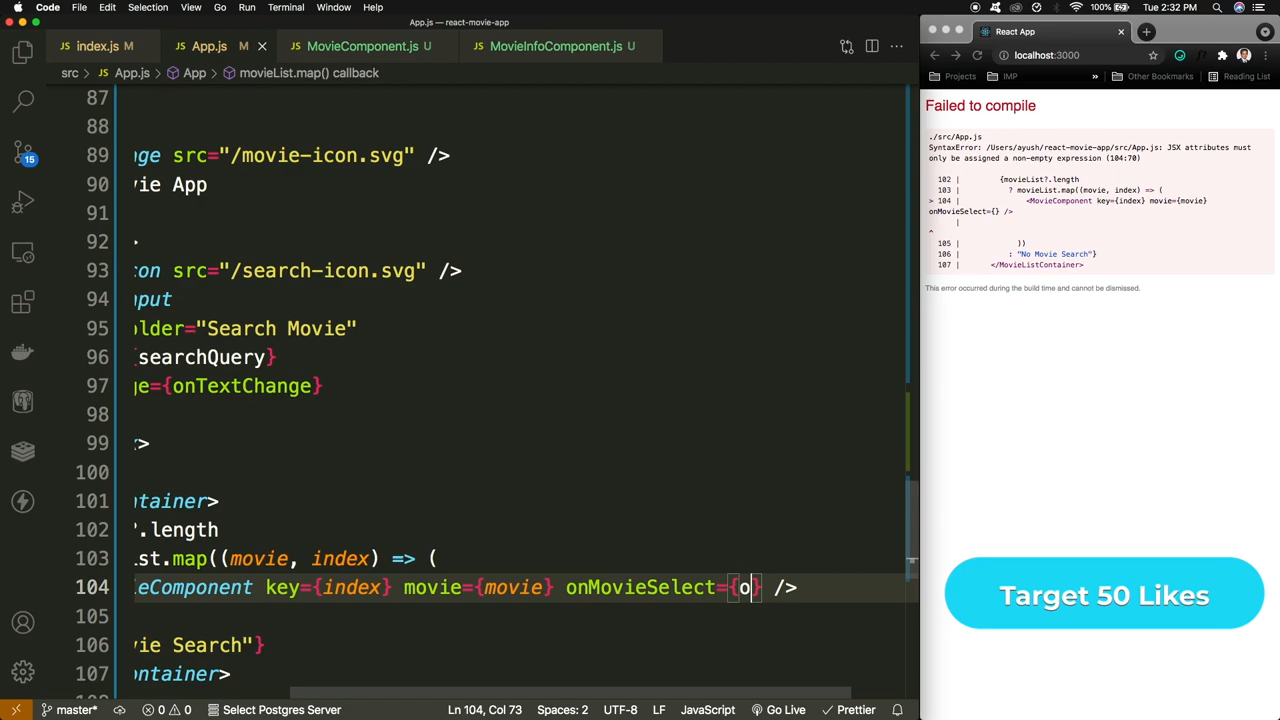 Code File Edit Selection View Go Run Terminal Window Help
100% Tue 2:32 PM
App.js — react-movie-app
index.js M App.js M MovieComponent.js U MovieInfoComponent.js U
src > App.js > App > movieList.map() callback
87
88
89 age src="/movie-icon.svg" />
90 vie App
91
92 >
93 con src="/search-icon.svg" />
94 nput
95 older="Search Movie"
96 {searchQuery}
97 ge={onTextChange}
98
99 >
100
101 ntainer>
102 ?.length
103 st.map((movie, index) => (
104 ieComponent key={index} movie={movie} onMovieSelect={o} />
105
106 vie Search"}
107 ontainer>
15
master* 0 0 Select Postgres Server Ln 104, Col 73 Spaces: 2 UTF-8 LF JavaScript Go Live Prettier
React App
localhost:3000
Projects IMP » Other Bookmarks Reading List
Failed to compile
./src/App.js
SyntaxError: /Users/ayush/react-movie-app/src/App.js: JSX attributes must
only be assigned a non-empty expression (104:70)
102 | {movieList?.length
103 | ? movieList.map((movie, index) => (
> 104 | <MovieComponent key={index} movie={movie}
onMovieSelect={} />
|
^
105 | ))
106 | : "No Movie Search"}
107 | </MovieListContainer>
This error occurred during the build time and cannot be dismissed.
Target 50 Likes